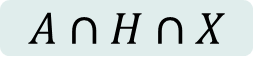 A ∩ H ∩ X